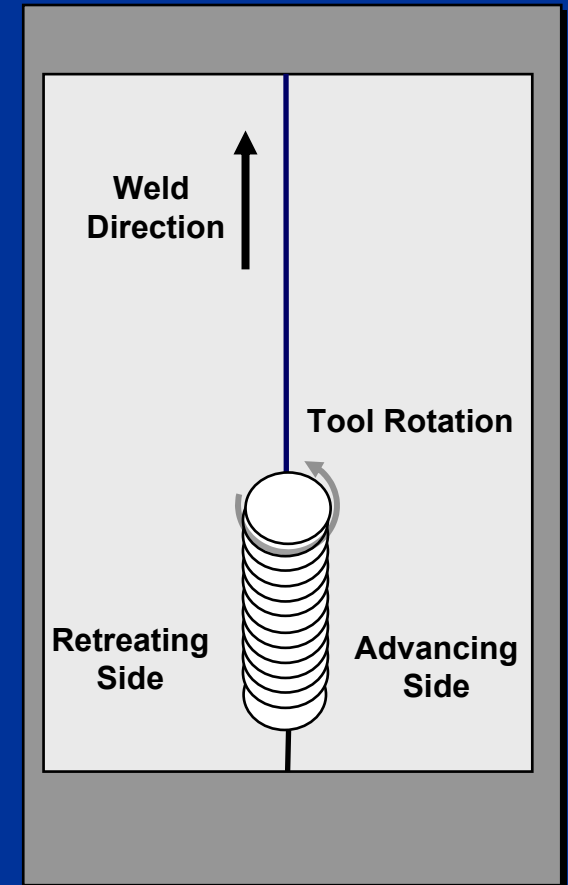 Weld
Direction
Tool Rotation
Retreating
Side
Advancing
Side